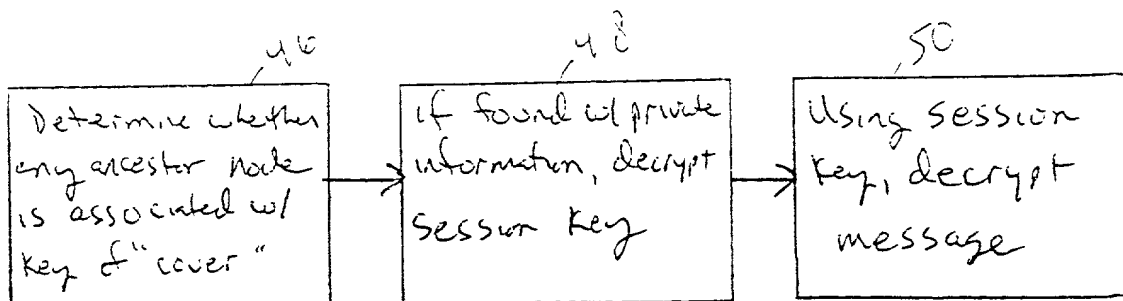 46
48
50
Determine whether
any ancestor node
is associated w/
key of "cover"
if found w/ private
information, decrypt
session key
Using session
key, decrypt
message